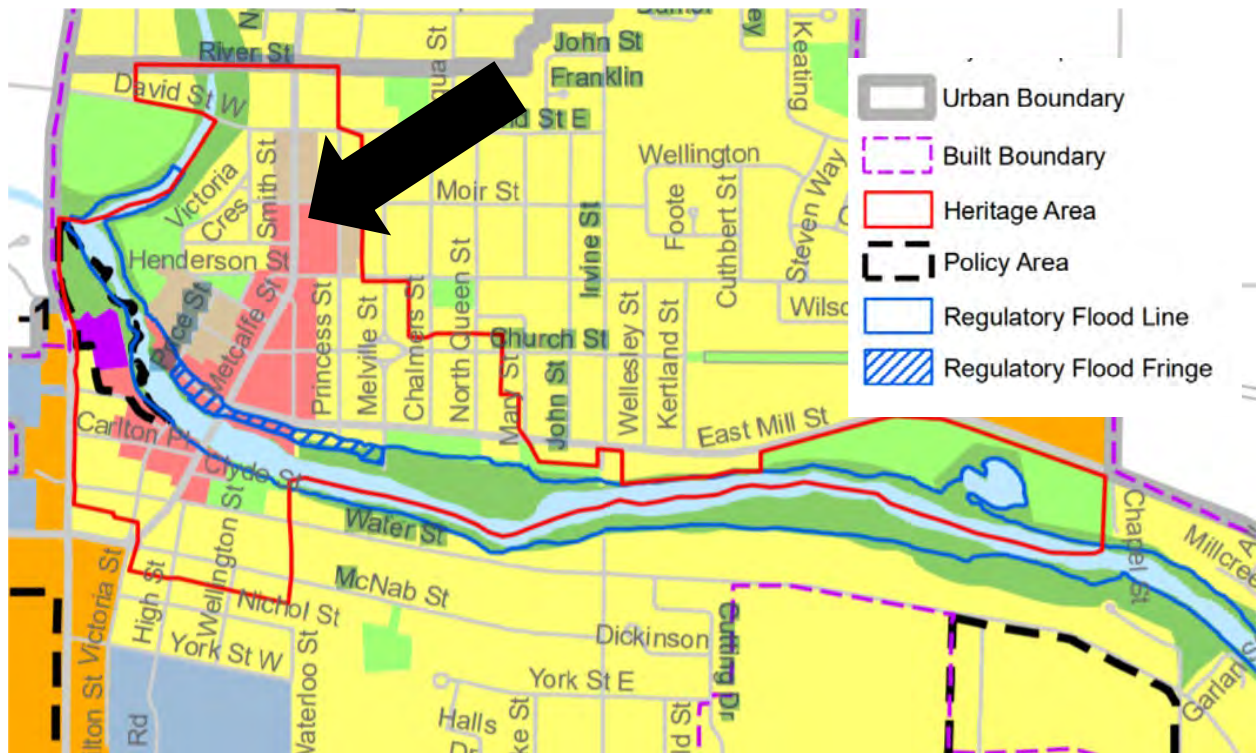 River St
John St
Franklin
Keating
David St W
St E
Wellington
Steven Way
Smith St
Victoria
Cres
Moir St
Foote
Cuthbert St
Irvine St
Henderson St
Price St
Metcalfe St
Princess St
Melville St
Chalmers St
North Queen St
Church St
Mary St
John St
Wellesley St
Kertland St
East Mill St
Carlton Pl
Clyde St
Water St
McNab St
Nichol St
High St
Wellington St
Victoria St
York St W
Waterloo St
Rd
Dickinson
York St E
Halls
Cutting Dr
Chapel St
Urban Boundary
Built Boundary
Heritage Area
Policy Area
Regulatory Flood Line
Regulatory Flood Fringe